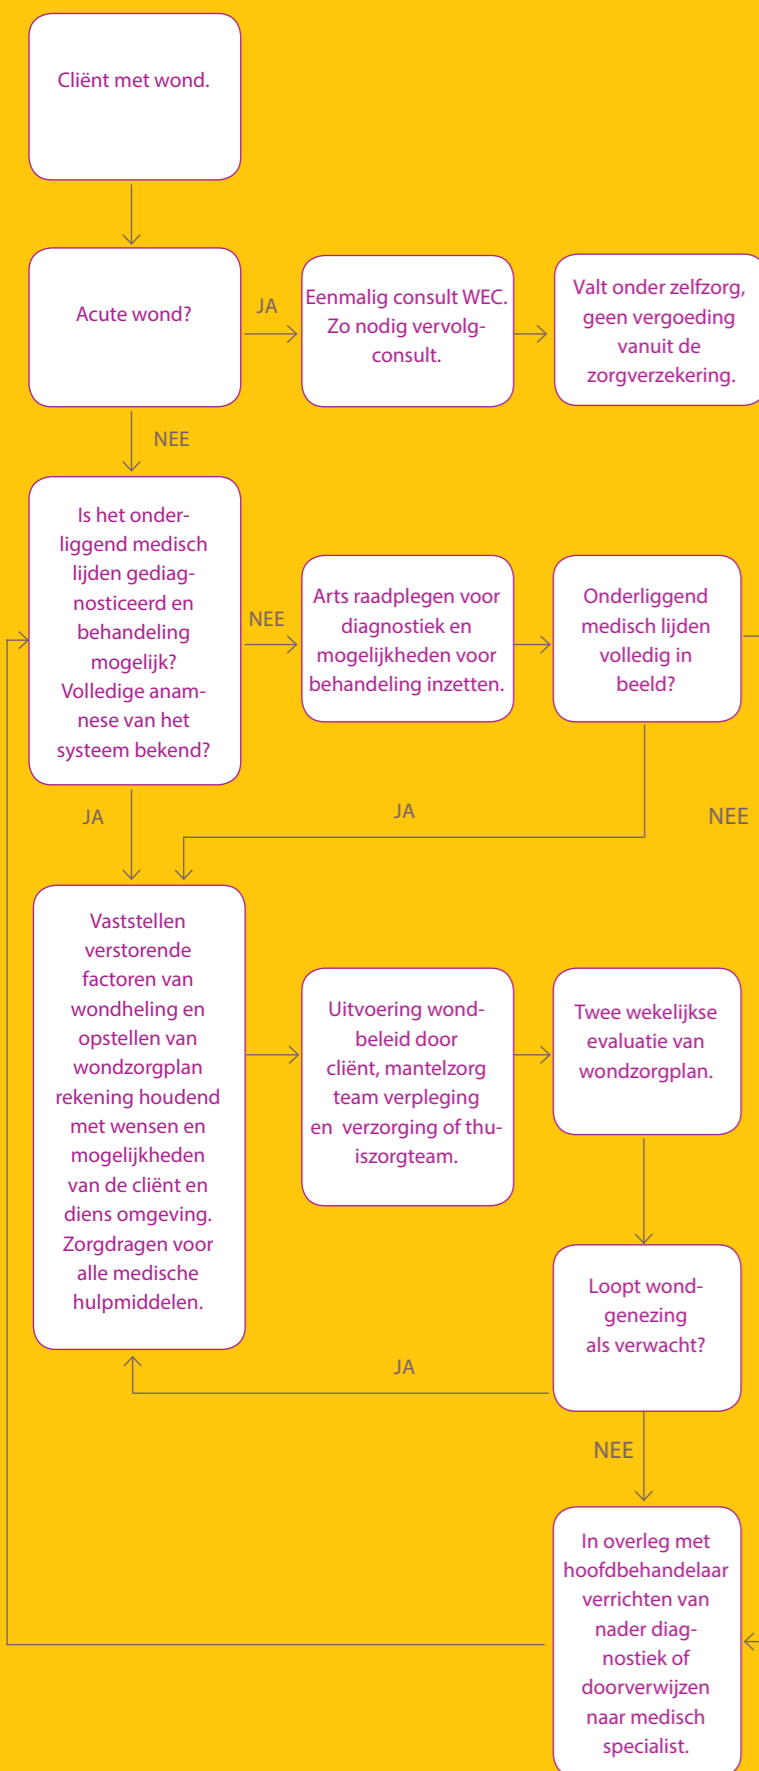 Cliënt met wond.
Acute wond?
JA
Eenmalig consult WEC.
Zo nodig vervolg-
consult.
Valt onder zelfzorg,
geen vergoeding
vanuit de
zorgverzekering.
NEE
Is het onder-
liggend medisch
lijden gediag-
nosticeerd en
behandeling
mogelijk?
Volledige anam-
nese van het
systeem bekend?
NEE
Arts raadplegen voor
diagnostiek en
mogelijkheden voor
behandeling inzetten.
Onderliggend
medisch lijden
volledig in
beeld?
JA
JA
NEE
Vaststellen
verstorende
factoren van
wondheling en
opstellen van
wondzorgplan
rekening houdend
met wensen en
mogelijkheden
van de cliënt en
diens omgeving.
Zorgdragen voor
alle medische
hulpmiddelen.
Uitvoering wond-
beleid door
cliënt, mantelzorg
team verpleging
en verzorging of thu-
iszorgteam.
Twee wekelijkse
evaluatie van
wondzorgplan.
Loopt wond-
genezing
als verwacht?
JA
NEE
In overleg met
hoofdbehandelaar
verrichten van
nader diag-
nostiek of
doorverwijzen
naar medisch
specialist.